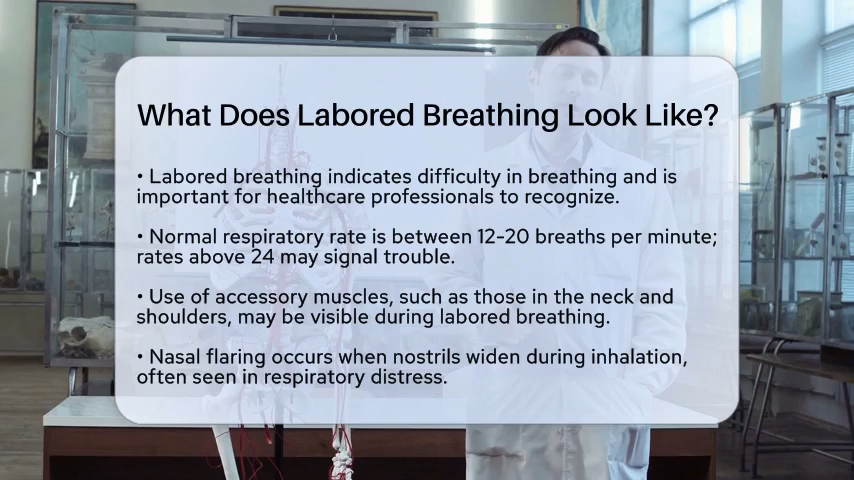 What Does Labored Breathing Look Like?
• Labored breathing indicates difficulty in breathing and is
important for healthcare professionals to recognize.
• Normal respiratory rate is between 12-20 breaths per minute;
rates above 24 may signal trouble.
• Use of accessory muscles, such as those in the neck and
shoulders, may be visible during labored breathing.
• Nasal flaring occurs when nostrils widen during inhalation,
often seen in respiratory distress.